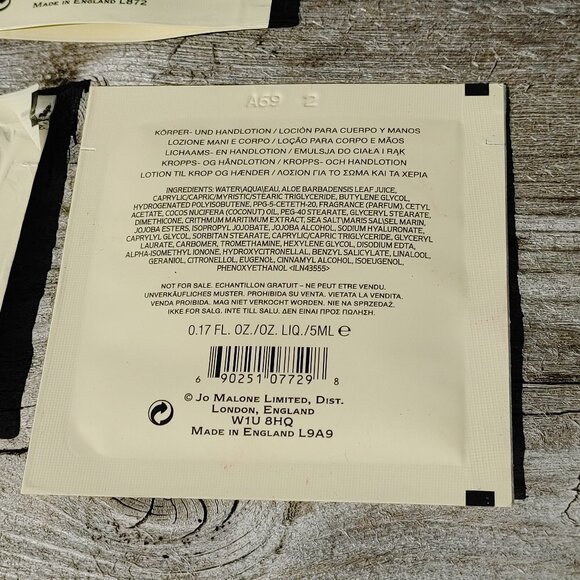 MADE IN ENGLAND L872
A69 2
KÖRPER- UND HANDLOTION / LOCIÓN PARA CUERPO Y MANOS
LOZIONE MANI E CORPO / LOÇÃO PARA CORPO E MÃOS
LICHAAMS- EN HANDLOTION / EMULSJA DO CIAŁA I RĄK
KROPPS- OG HÅNDLOTION / KROPPS- OCH HANDLOTION
LOTION TIL KROP OG HÆNDER / ΛΟΣΙΟΝ ΓΙΑ ΤΟ ΣΩΜΑ ΚΑΙ ΤΑ ΧΕΡΙΑ
INGREDIENTS: WATER\AQUA\EAU, ALOE BARBADENSIS LEAF JUICE,
CAPRYLIC/CAPRIC/MYRISTIC/STEARIC TRIGLYCERIDE, BUTYLENE GLYCOL,
HYDROGENATED POLYISOBUTENE, PPG-5-CETETH-20, FRAGRANCE (PARFUM), CETYL
ACETATE, COCOS NUCIFERA (COCONUT) OIL, PEG-40 STEARATE, GLYCERYL STEARATE,
DIMETHICONE, CRITHMUM MARITIMUM EXTRACT, SEA SALT\MARIS SAL\SEL MARIN,
JOJOBA ESTERS, ISOPROPYL JOJOBATE, JOJOBA ALCOHOL, SODIUM HYALURONATE,
CAPRYLYL GLYCOL, SORBITAN STEARATE, CAPRYLIC/CAPRIC TRIGLYCERIDE, GLYCERYL
LAURATE, CARBOMER, TROMETHAMINE, HEXYLENE GLYCOL, DISODIUM EDTA,
ALPHA-ISOMETHYL IONONE, HYDROXYCITRONELLAL, BENZYL SALICYLATE, LINALOOL,
GERANIOL, CITRONELLOL, EUGENOL, CINNAMYL ALCOHOL, ISOEUGENOL,
PHENOXYETHANOL <ILN43555>
NOT FOR SALE. ECHANTILLON GRATUIT – NE PEUT ETRE VENDU.
UNVERKÄUFLICHES MUSTER. PROHIBIDA SU VENTA. VIETATA LA VENDITA.
VENDA PROIBIDA. MAG NIET VERKOCHT WORDEN. NIE NA SPRZEDAŻ.
IKKE FOR SALG. INTE TILL SALU. ΔΕΝ ΕΙΝΑΙ ΠΡΟΣ ΠΩΛΗΣΗ.
0.17 FL. OZ./OZ. LIQ./5ML ℮
6 90251 07729 8
© JO MALONE LIMITED, DIST.
LONDON, ENGLAND
W1U 8HQ
MADE IN ENGLAND L9A9